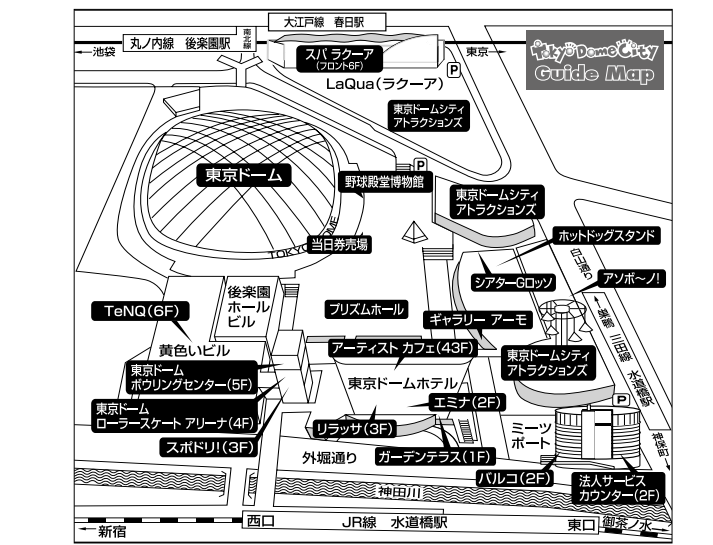 大江戸線 春日駅
南北線
丸ノ内線 後楽園駅
←池袋
スパ ラクーア
(フロント6F)
東京→
P
Tokyo Dome City
Guide Map
LaQua(ラクーア)
東京ドームシティ
アトラクションズ
東京ドーム
P
野球殿堂博物館
東京ドームシティ
アトラクションズ
TOKYO DOME
当日券売場
ホットドッグスタンド
白山通り
シアターGロッソ
アソボ〜ノ!
後楽園
ホール
ビル
TeNQ(6F)
プリズムホール
ギャラリー アーモ
巣鴨
三田線 水道橋駅
黄色いビル
アーティスト カフェ(43F)
東京ドームシティ
アトラクションズ
東京ドーム
ボウリングセンター(5F)
東京ドームホテル
エミナ(2F)
P
東京ドーム
ローラースケート アリーナ(4F)
リラッサ(3F)
ミーツ
ポート
神保町
スポドリ!(3F)
外堀通り
ガーデンテラス(1F)
バルコ(2F)
法人サービス
カウンター(2F)
神田川
←新宿
西口
JR線 水道橋駅
東口
御茶ノ水→